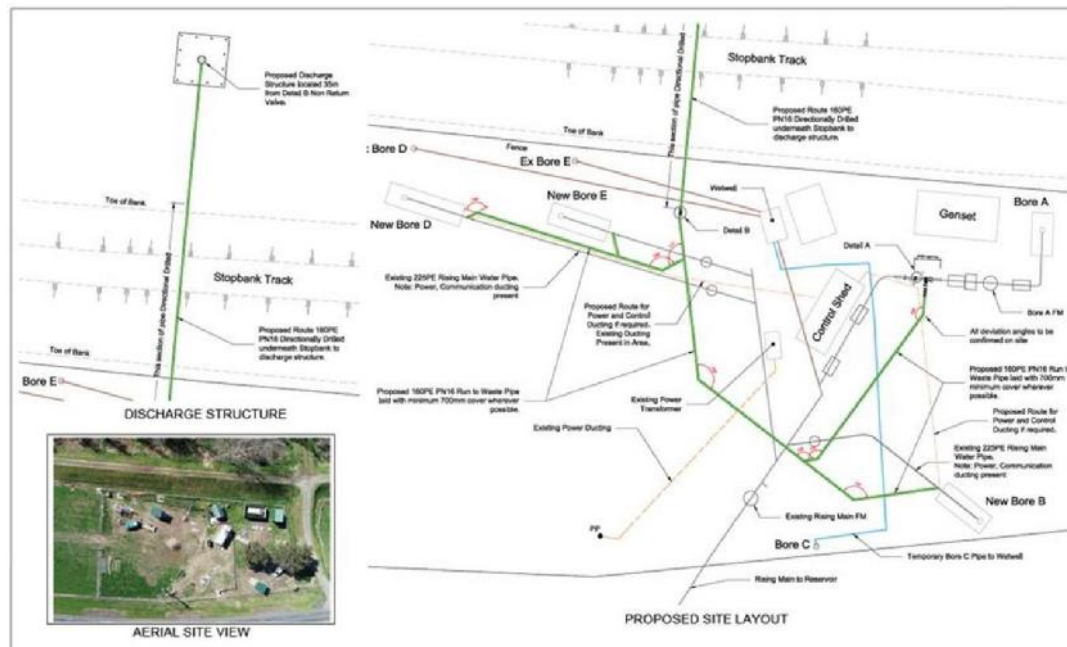 Proposed Discharge
Structure located 35m
from Detail B Non Return
Valve.
This section of pipe Directional Drilled
Toe of Bank
Stopbank Track
Proposed Route 160PE
PN16 Directionally Drilled
underneath Stopbank to
discharge structure.
Toe of Bank
Bore E
DISCHARGE STRUCTURE
AERIAL SITE VIEW
Stopbank Track
This section of pipe Directional Drilled
Proposed Route 160PE
PN16 Directionally Drilled
underneath Stopbank to
discharge structure.
Toe of Bank
Fence
Bore D
Ex Bore E
Wetwell
New Bore E
New Bore D
Detail B
Genset
Bore A
Detail A
Bore A FM
Control Shed
All deviation angles to be
confirmed on site
Existing 225PE Rising Main Water Pipe.
Note: Power, Communication ducting
present
Proposed Route for
Power and Control
Ducting if required.
Existing Ducting
Present in Area.
Proposed 160PE PN16 Run to
Waste Pipe laid with 700mm
minimum cover wherever
possible.
Proposed 160PE PN16 Run to Waste Pipe
laid with minimum 700mm cover wherever
possible.
Existing Power
Transformer
Proposed Route for
Power and Control
Ducting if required.
Existing Power Ducting
Existing 225PE Rising Main
Water Pipe.
Note: Power, Communication
ducting present
New Bore B
PP
Existing Rising Main FM
Bore C
Temporary Bore C Pipe to Wetwell
Rising Main to Reservoir
PROPOSED SITE LAYOUT